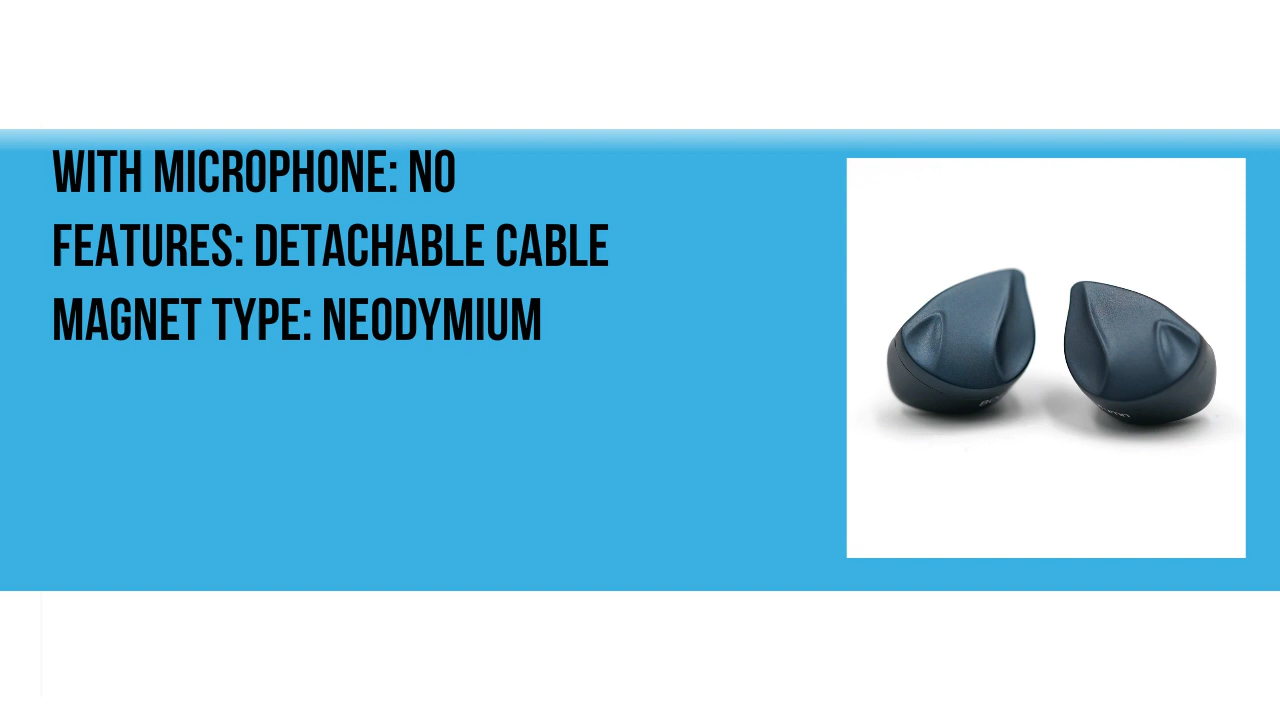 WITH MICROPHONE: NO
FEATURES: DETACHABLE CABLE
MAGNET TYPE: NEODYMIUM